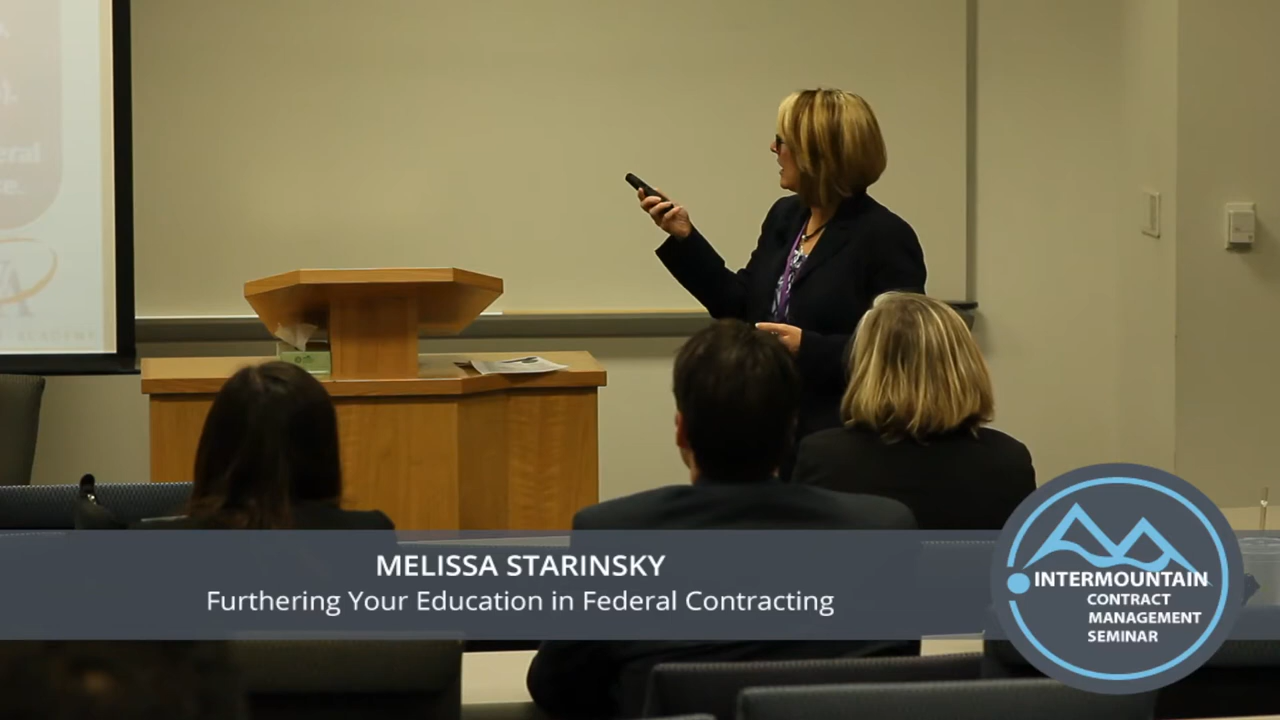 MELISSA STARINSKY
Furthering Your Education in Federal Contracting
INTERMOUNTAIN
CONTRACT
MANAGEMENT
SEMINAR